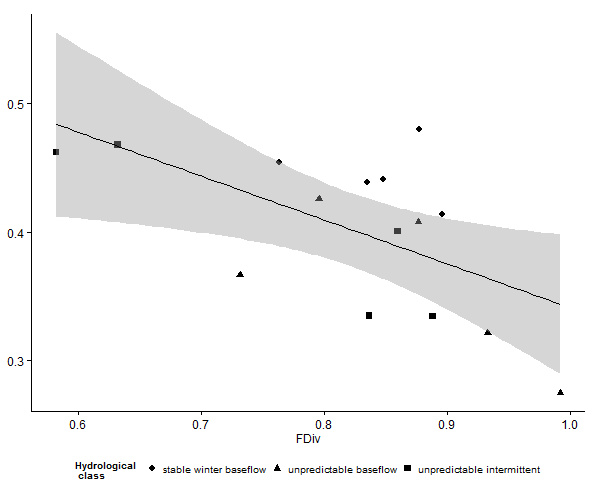 0.5
0.4
0.3
0.6 0.7 0.8 0.9 1.0
FDiv
Hydrological
class
stable winter baseflow unpredictable baseflow unpredictable intermittent